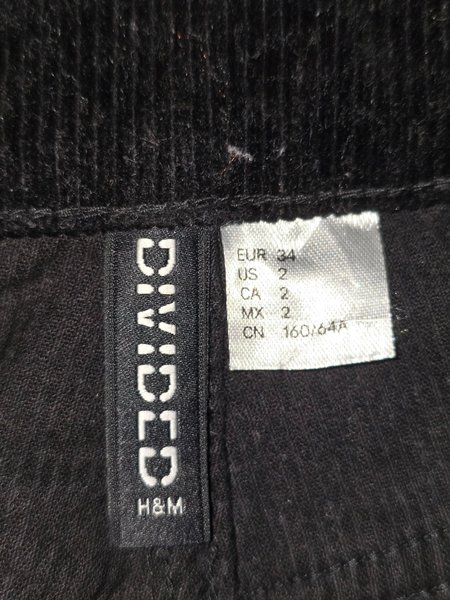 DIVIDED
H&M
EUR 34
US 2
CA 2
MX 2
CN 160/64A